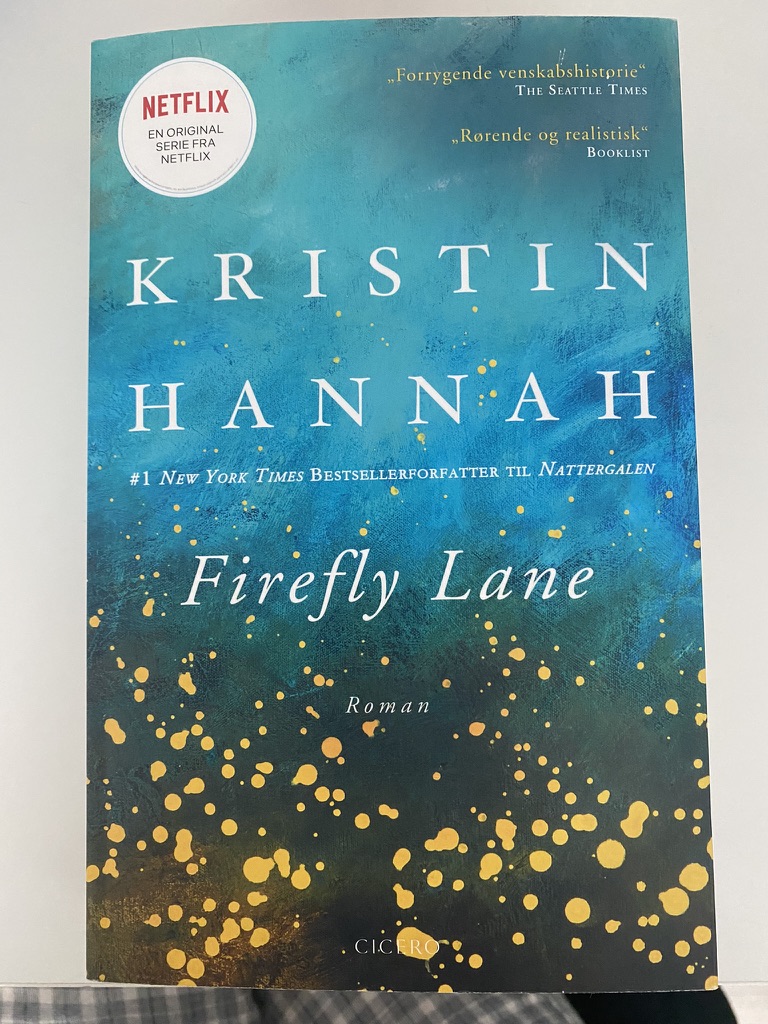 NETFLIX
EN ORIGINAL
SERIE FRA
NETFLIX
„Forrygende venskabshistorie“
The Seattle Times
„Rørende og realistisk“
Booklist
KRISTIN
HANNAH
#1 New York Times Bestsellerforfatter til Nattergalen
Firefly Lane
Roman
CICERO